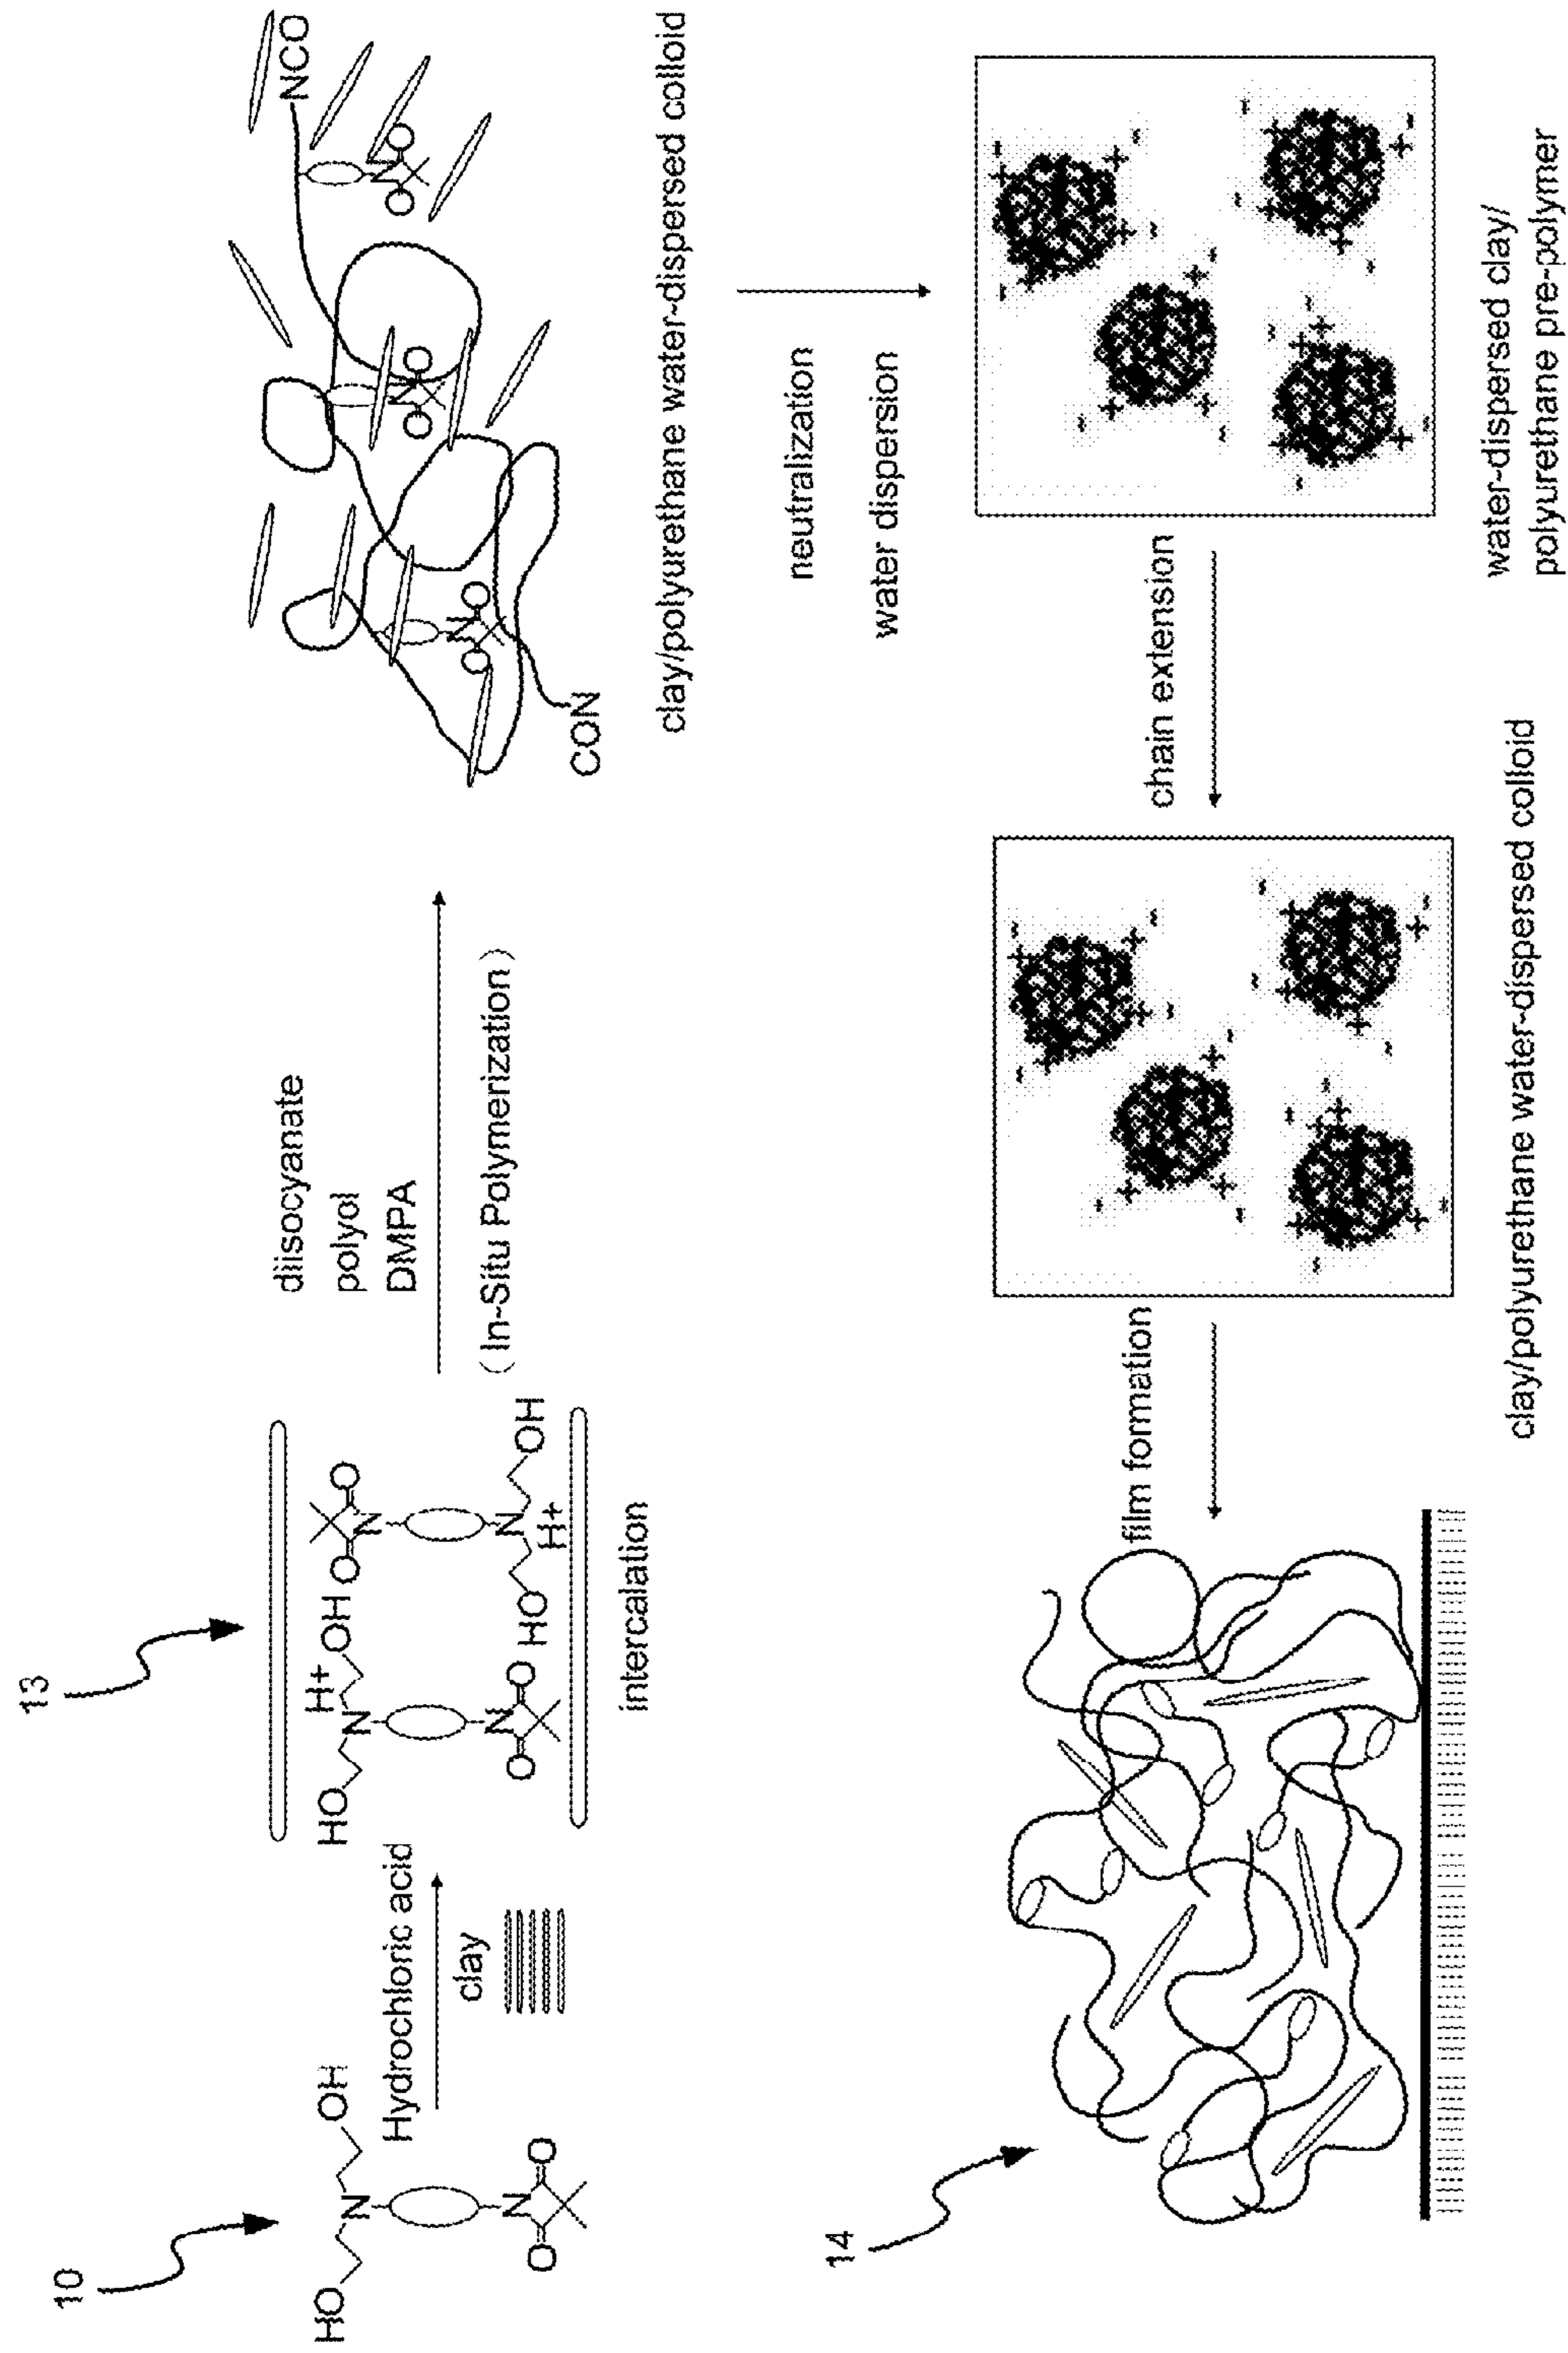 10
HO
OH
N
N
O
O
Hydrochloric acid
clay
13
HO
H+
OH
N
N
O
O
O
O
N
N
H+
HO
OH
intercalation
diisocyanate
polyol
DMPA
( In-Situ Polymerization )
NCO
N
O
O
N
O
O
N
O
O
CON
clay/polyurethane water-dispersed colloid
neutralization
water dispersion
water-dispersed clay/
polyurethane pre-polymer
chain extension
clay/polyurethane water-dispersed colloid
film formation
14